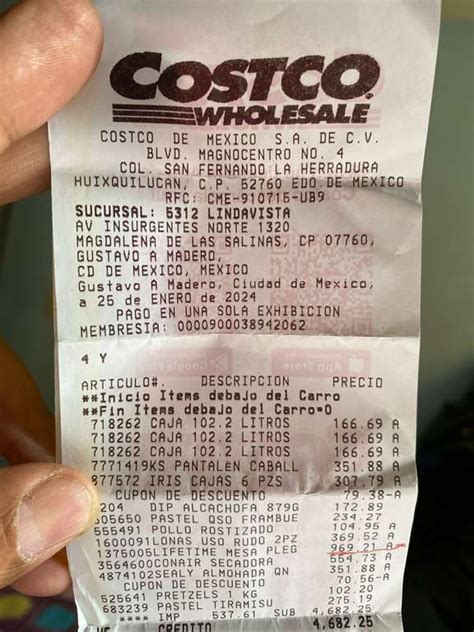 COSTCO
WHOLESALE
COSTCO DE MEXICO S.A. DE C.V.
BLVD. MAGNOCENTRO NO. 4
COL. SAN FERNANDO LA HERRADURA
HUIXQUILUCAN, C.P. 52760 EDO.DE MEXICO
RFC: CME-910715-UB9
SUCURSAL: 5312 LINDAVISTA
AV INSURGENTES NORTE 1320
MAGDALENA DE LAS SALINAS, CP 07760,
GUSTAVO A MADERO,
CD DE MEXICO, MEXICO
Gustavo A Madero, Ciudad de Mexico,
a 25 de ENERO de 2024
PAGO EN UNA SOLA EXHIBICION
MEMBRESIA: 00009900038942062
4 Y
ARTICULO#. DESCRIPCION PRECIO
**Inicio Items debajo del Carro
**Fin Items debajo del Carro=0
718262 CAJA 102.2 LITROS 166.69 A
718262 CAJA 102.2 LITROS 166.69 A
718262 CAJA 102.2 LITROS 166.69 A
7771419KS PANTALEN CABALL 351.88 A
877572 IRIS CAJAS 6 PZS 307.79 A
CUPON DE DESCUENTO 79.38-A
204 DIP ALCACHOFA 879G 172.89
605650 PASTEL QSO FRAMBUE 234.27
555491 POLLO ROSTIZADO 104.95 A
1600091LONAS USO RUDO 2PZ 369.52 A
1375005LIFETIME MESA PLEG 969.21 A
3564600CONAIR SECADORA 554.73 A
4874102SEALY ALMOHADA QN 351.88 A
CUPON DE DESCUENTO 70.56-A
525641 PRETZELS 1 KG 102.20
683239 PASTEL TIRAMISU 275.19
**** IMP 537.61 SUB 4,682.25
CREDITO 4,682.25